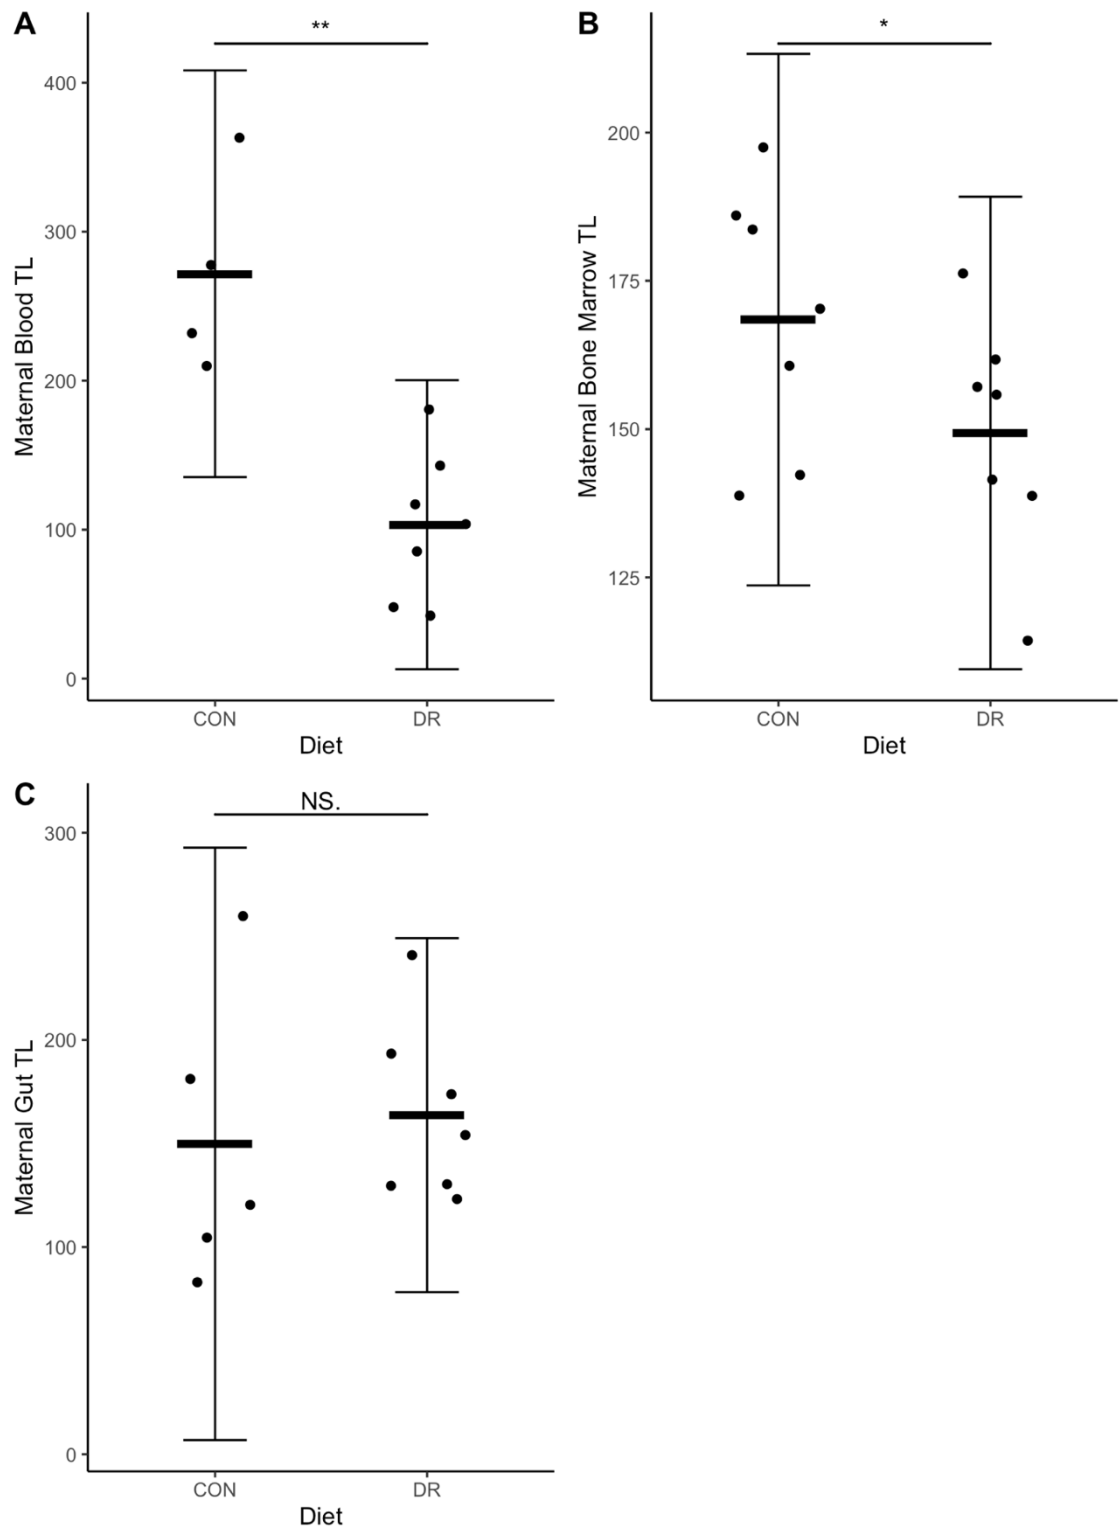 A
**
Maternal Blood TL
400
300
200
100
0
CON DR
Diet
B
*
Maternal Bone Marrow TL
200
175
150
125
CON DR
Diet
C
NS.
Maternal Gut TL
300
200
100
0
CON DR
Diet